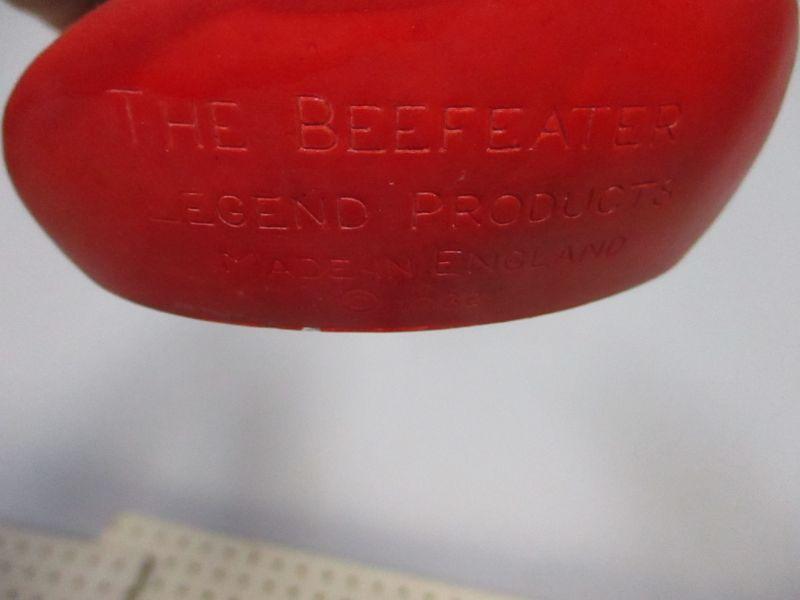 THE BEEFEATER
LEGEND PRODUCTS
MADE IN ENGLAND
©